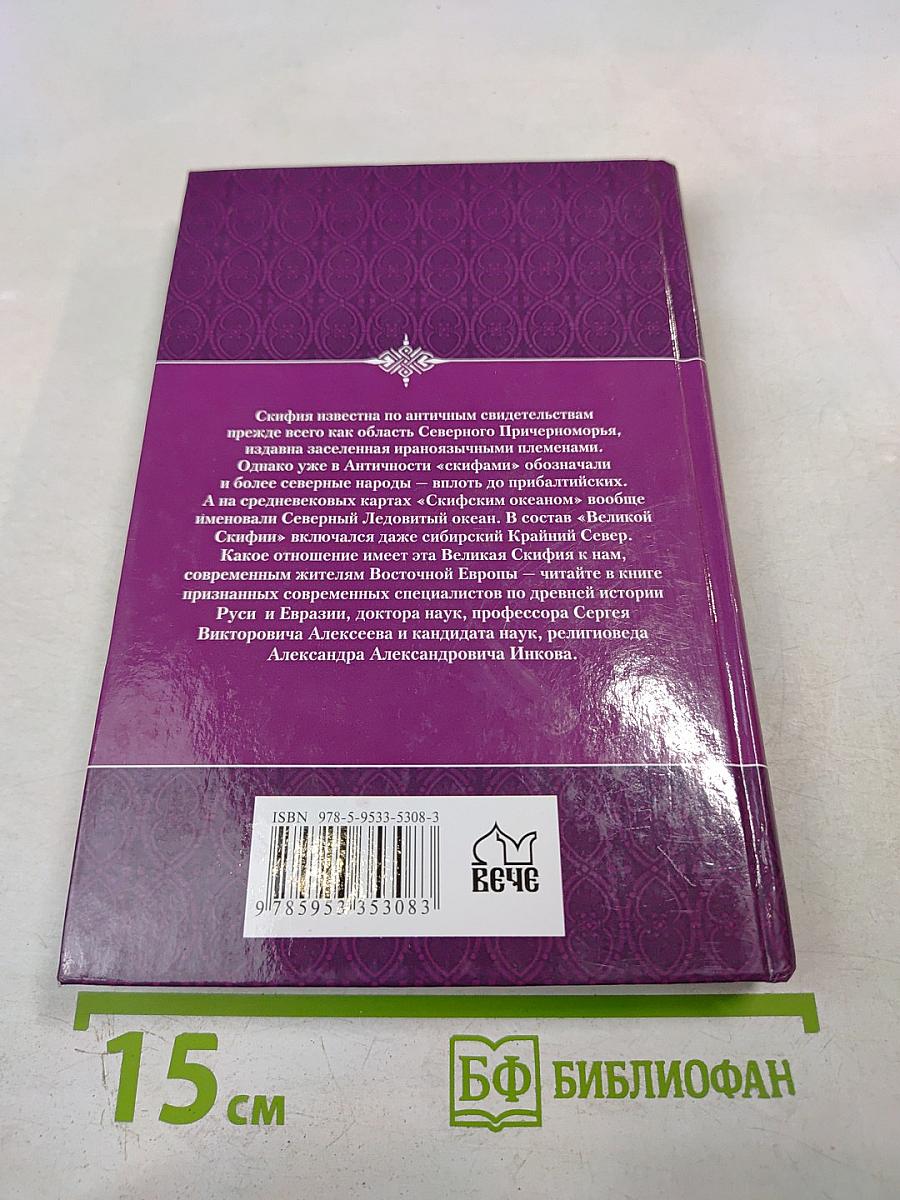 Скифия известна по античным свидетельствам
прежде всего как область Северного Причерноморья,
издавна заселенная ираноязычными племенами.
Однако уже в Античности «скифами» обозначали
и более северные народы – вплоть до прибалтийских.
А на средневековых картах «Скифским океаном» вообще
именовали Северный Ледовитый океан. В состав «Великой
Скифии» включался даже сибирский Крайний Север.
Какое отношение имеет эта Великая Скифия к нам,
современным жителям Восточной Европы – читайте в книге
признанных современных специалистов по древней истории
Руси и Евразии, доктора наук, профессора Сергея
Викторовича Алексеева и кандидата наук, религиоведа
Александра Александровича Инкова.
ISBN 978-5-9533-5308-3
9 785953 353083
ВЕЧЕ
15 см
БФ БИБЛИОФАН